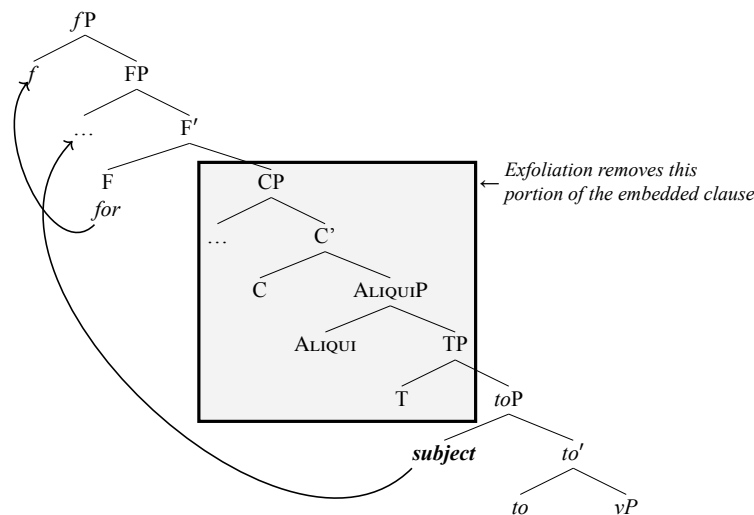 fP
f FP
… F′
F CP ← Exfoliation removes this
for portion of the embedded clause
… C’
C ALIQUIP
ALIQUI TP
T toP
subject to′
to vP